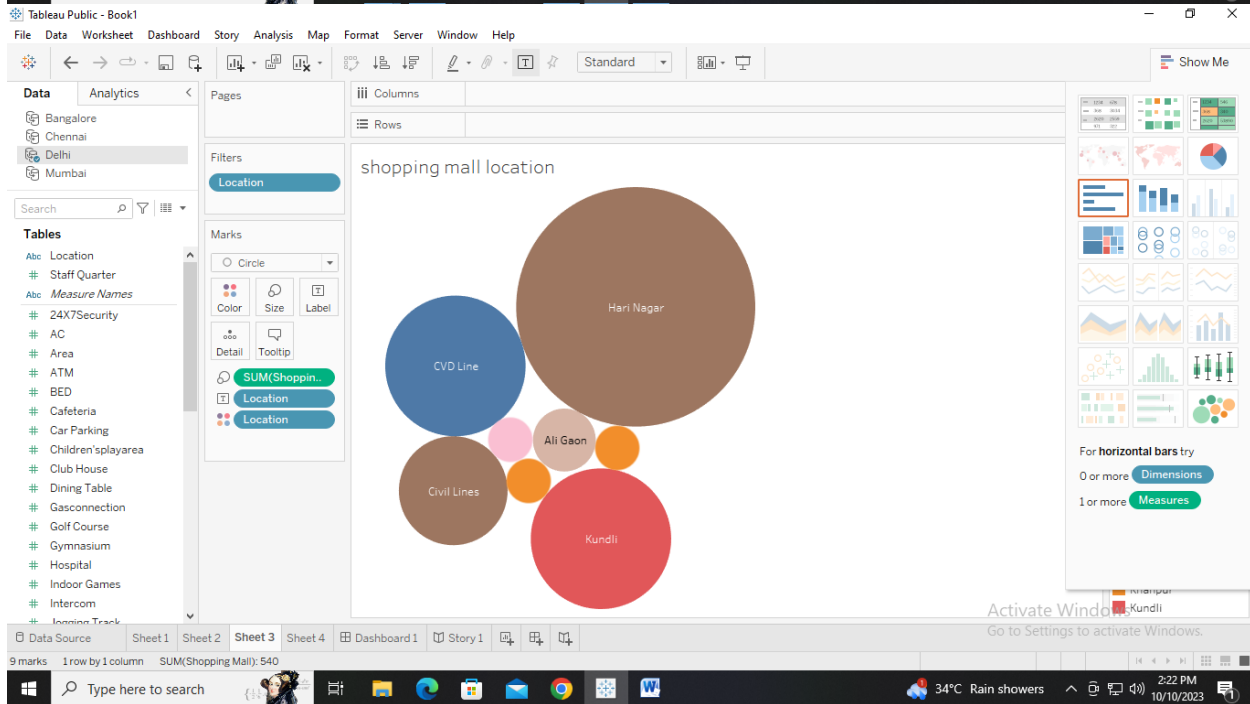 Tableau Public - Book1
File Data Worksheet Dashboard Story Analysis Map Format Server Window Help
Standard
Show Me
Data Analytics
Bangalore
Chennai
Delhi
Mumbai
Search
Tables
Abc Location
# Staff Quarter
Abc Measure Names
# 24X7Security
# AC
# Area
# ATM
# BED
# Cafeteria
# Car Parking
# Children'splayarea
# Club House
# Dining Table
# Gasconnection
# Golf Course
# Gymnasium
# Hospital
# Indoor Games
# Intercom
# Jogging Track
Pages
Filters
Location
Marks
Circle
Color Size Label
Detail Tooltip
SUM(Shoppin..
Location
Location
Columns
Rows
shopping mall location
Hari Nagar
CVD Line
Ali Gaon
Civil Lines
Kundli
For horizontal bars try
0 or more Dimensions
1 or more Measures
Khanpur
Kundli
Activate Windows
Go to Settings to activate Windows.
Data Source Sheet 1 Sheet 2 Sheet 3 Sheet 4 Dashboard 1 Story 1
9 marks 1 row by 1 column SUM(Shopping Mall): 540
Type here to search
34°C Rain showers
2:22 PM
10/10/2023